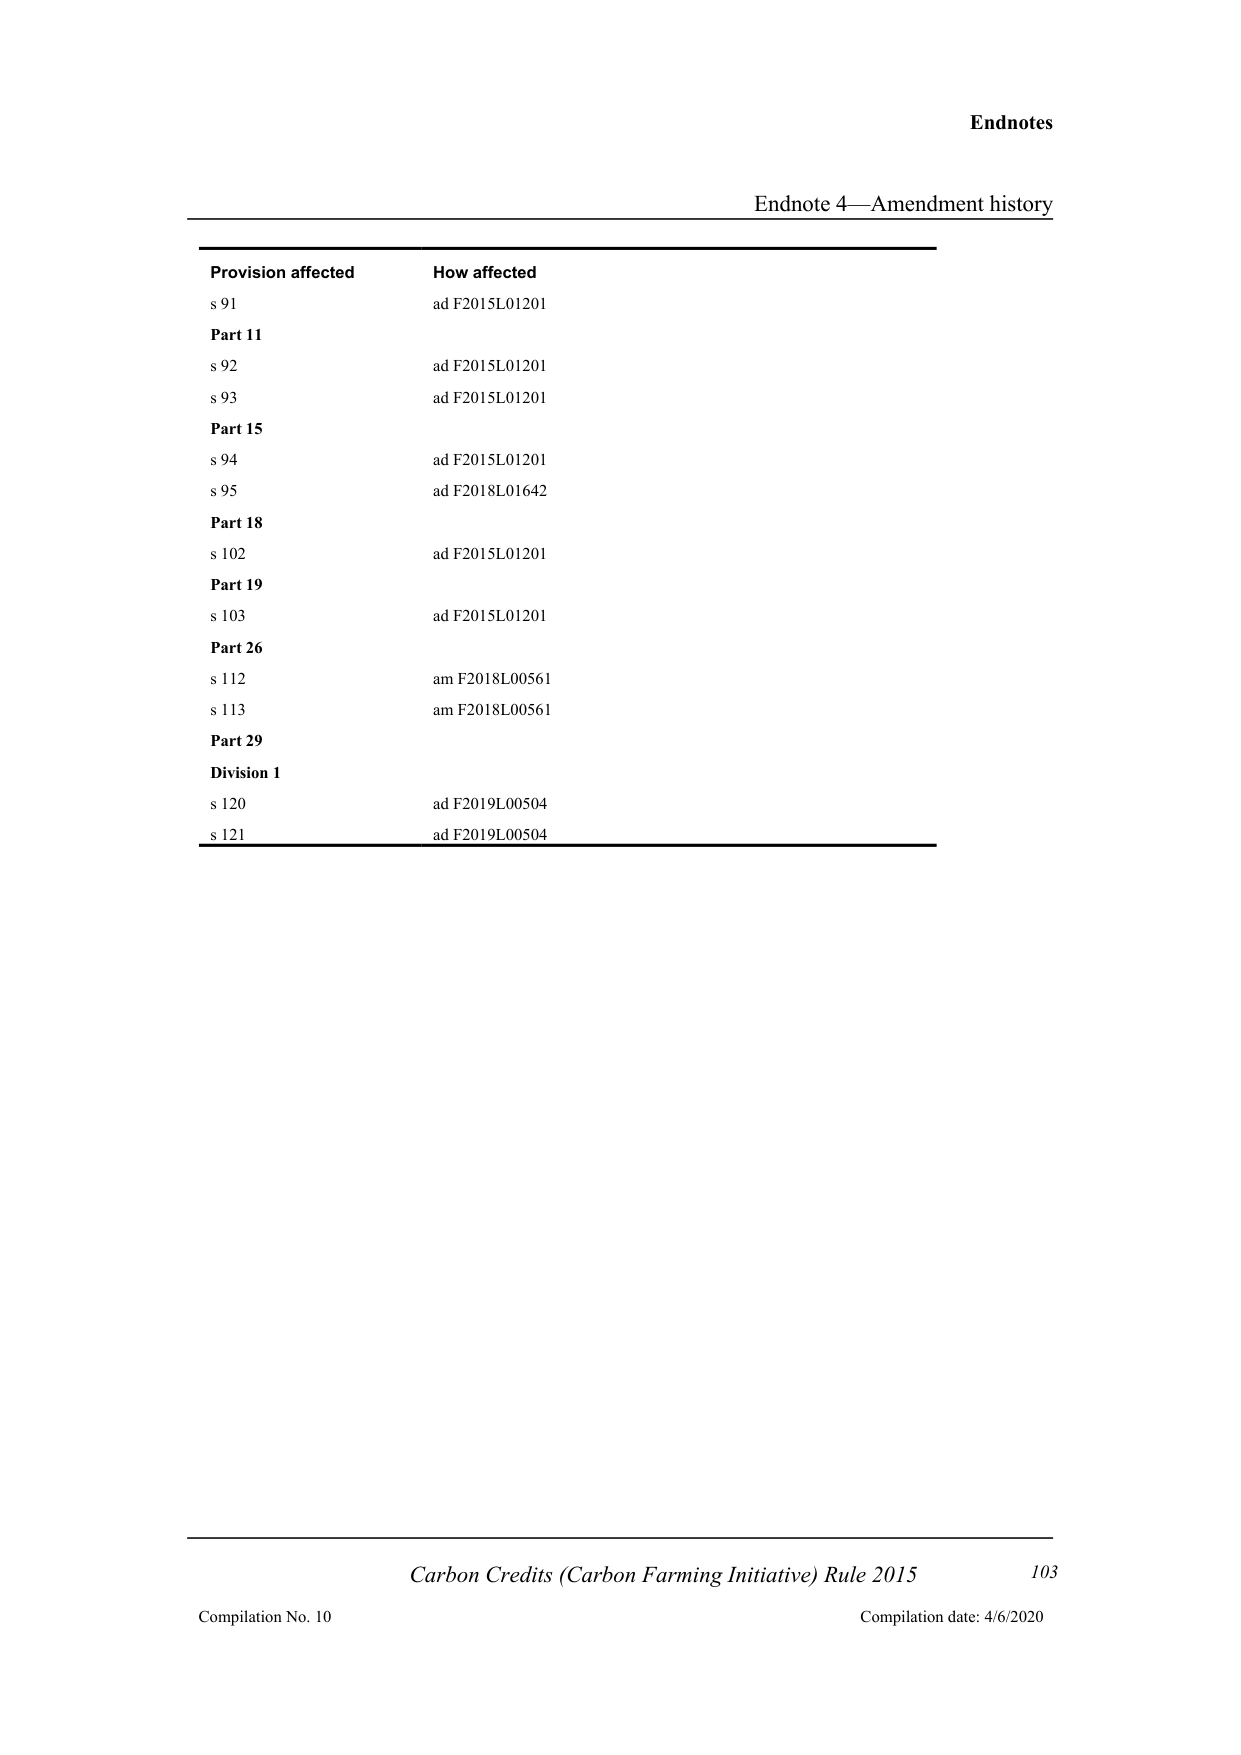 Endnotes
Endnote 4—Amendment history
Provision affected How affected
s 91 ad F2015L01201
Part 11
s 92 ad F2015L01201
s 93 ad F2015L01201
Part 15
s 94 ad F2015L01201
s 95 ad F2018L01642
Part 18
s 102 ad F2015L01201
Part 19
s 103 ad F2015L01201
Part 26
s 112 am F2018L00561
s 113 am F2018L00561
Part 29
Division 1
s 120 ad F2019L00504
s 121 ad F2019L00504
Carbon Credits (Carbon Farming Initiative) Rule 2015 103
Compilation No. 10 Compilation date: 4/6/2020